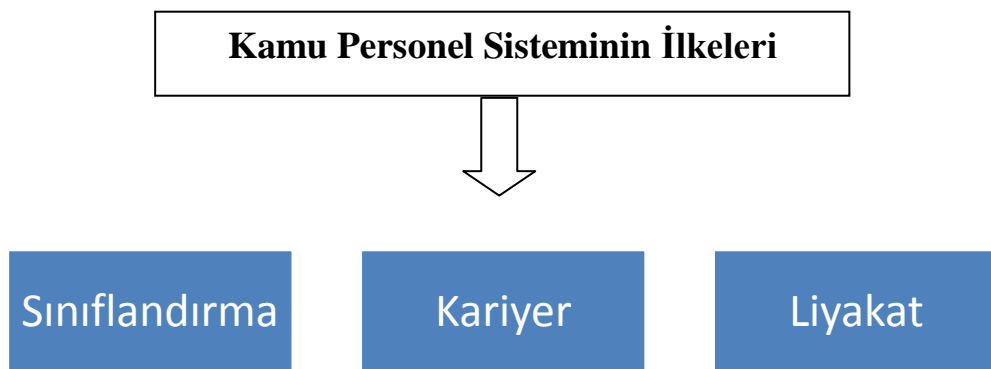 Kamu Personel Sisteminin İlkeleri
Sınıflandırma
Kariyer
Liyakat